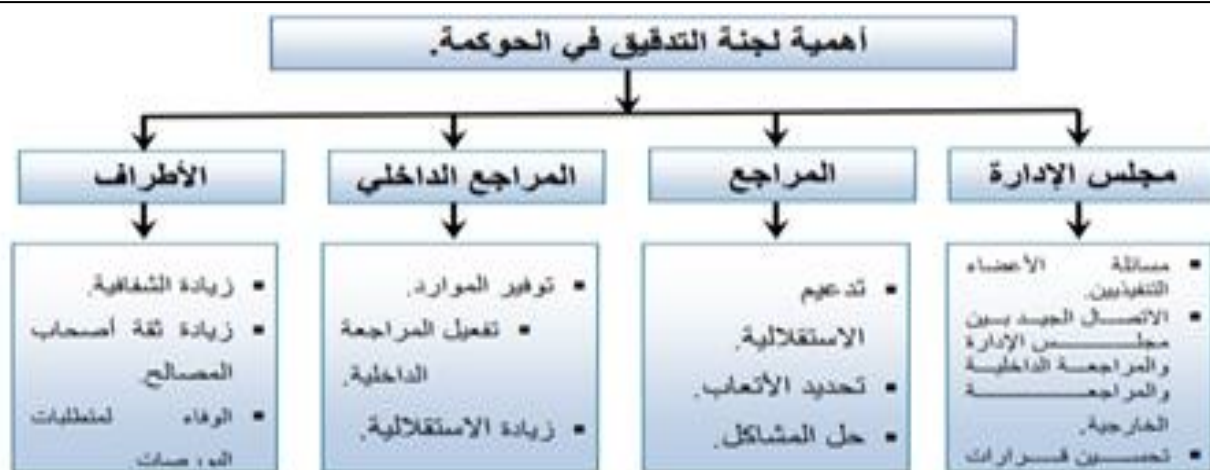 أهمية لجنة التدقيق في الحوكمة.
مجلس الإدارة
▪ مسائلة الأعضاء
التنفيذيين.
▪ الاتصال الجيد بين
مجلس الإدارة
والمراجعة الداخلية
والمراجعة
الخارجية.
▪ تحسين قرارات
المراجع
▪ تدعيم
الاستقلالية.
▪ تحديد الأتعاب.
▪ حل المشاكل.
المراجع الداخلي
▪ توفير الموارد.
▪ تفعيل المراجعة
الداخلية.
▪ زيادة الاستقلالية.
الأطراف
▪ زيادة الشفافية.
▪ زيادة ثقة أصحاب
المصالح.
▪ الوفاء لمتطلبات
البورصات.